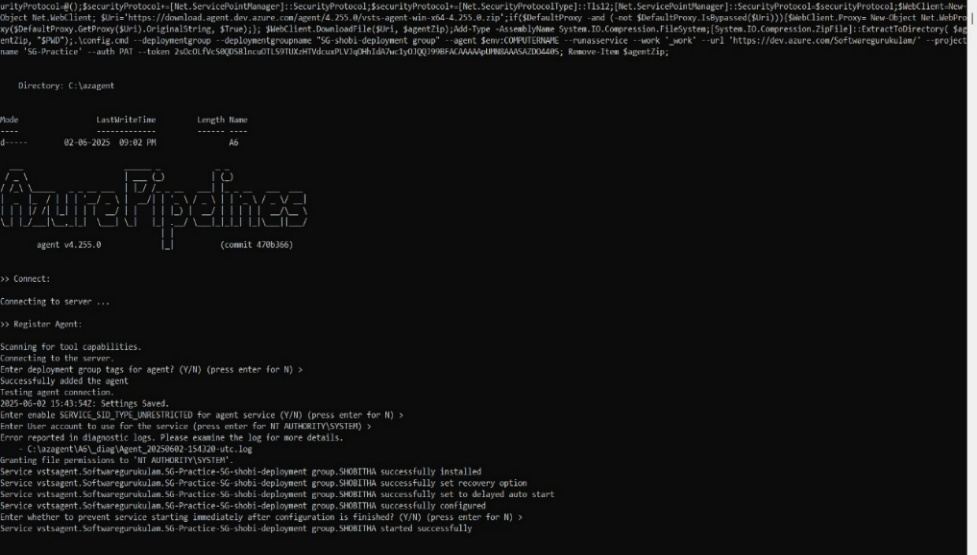 urityProtocol=@();$securityProtocol+=[Net.ServicePointManager]::SecurityProtocol;$securityProtocol+=[Net.SecurityProtocolType]::Tls12;[Net.ServicePointManager]::SecurityProtocol=$securityProtocol;$WebClient=New-
Object Net.WebClient; $Uri='https://download.agent.dev.azure.com/agent/4.255.0/vsts-agent-win-x64-4.255.0.zip';if($DefaultProxy -and (-not $DefaultProxy.IsBypassed($Uri))){$WebClient.Proxy= New-Object Net.WebPro
xy($DefaultProxy.GetProxy($Uri).OriginalString, $True);}; $WebClient.DownloadFile($Uri, $agentZip);Add-Type -AssemblyName System.IO.Compression.FileSystem;[System.IO.Compression.ZipFile]::ExtractToDirectory( $ag
entZip, "$PWD");.\config.cmd --deploymentgroup --deploymentgroupname "SG-shobi-deployment group" --agent $env:COMPUTERNAME --runasservice --work '_work' --url 'https://dev.azure.com/Softwaregurukulam/' --project
name 'SG-Practice' --auth PAT --token ; Remove-Item $agentZip;
Directory: C:\azagent
Mode LastWriteTime Length Name
---- ------------- ------ ----
d----- 02-06-2025 09:02 PM A6
Azure Pipelines
agent v4.255.0 (commit 470b366)
>> Connect:
Connecting to server ...
>> Register Agent:
Scanning for tool capabilities.
Connecting to the server.
Enter deployment group tags for agent? (Y/N) (press enter for N) >
Successfully added the agent
Testing agent connection.
2025-06-02 15:43:54Z: Settings Saved.
Enter enable SERVICE_SID_TYPE_UNRESTRICTED for agent service (Y/N) (press enter for N) >
Enter User account to use for the service (press enter for NT AUTHORITY\SYSTEM) >
Error reported in diagnostic logs. Please examine the log for more details.
- C:\azagent\A6\_diag\Agent_20250602-154320-utc.log
Granting file permissions to 'NT AUTHORITY\SYSTEM'.
Service vstsagent.Softwaregurukulam.SG-Practice-SG-shobi-deployment group.SHOBITHA successfully installed
Service vstsagent.Softwaregurukulam.SG-Practice-SG-shobi-deployment group.SHOBITHA successfully set recovery option
Service vstsagent.Softwaregurukulam.SG-Practice-SG-shobi-deployment group.SHOBITHA successfully set to delayed auto start
Service vstsagent.Softwaregurukulam.SG-Practice-SG-shobi-deployment group.SHOBITHA successfully configured
Enter whether to prevent service starting immediately after configuration is finished? (Y/N) (press enter for N) >
Service vstsagent.Softwaregurukulam.SG-Practice-SG-shobi-deployment group.SHOBITHA started successfully